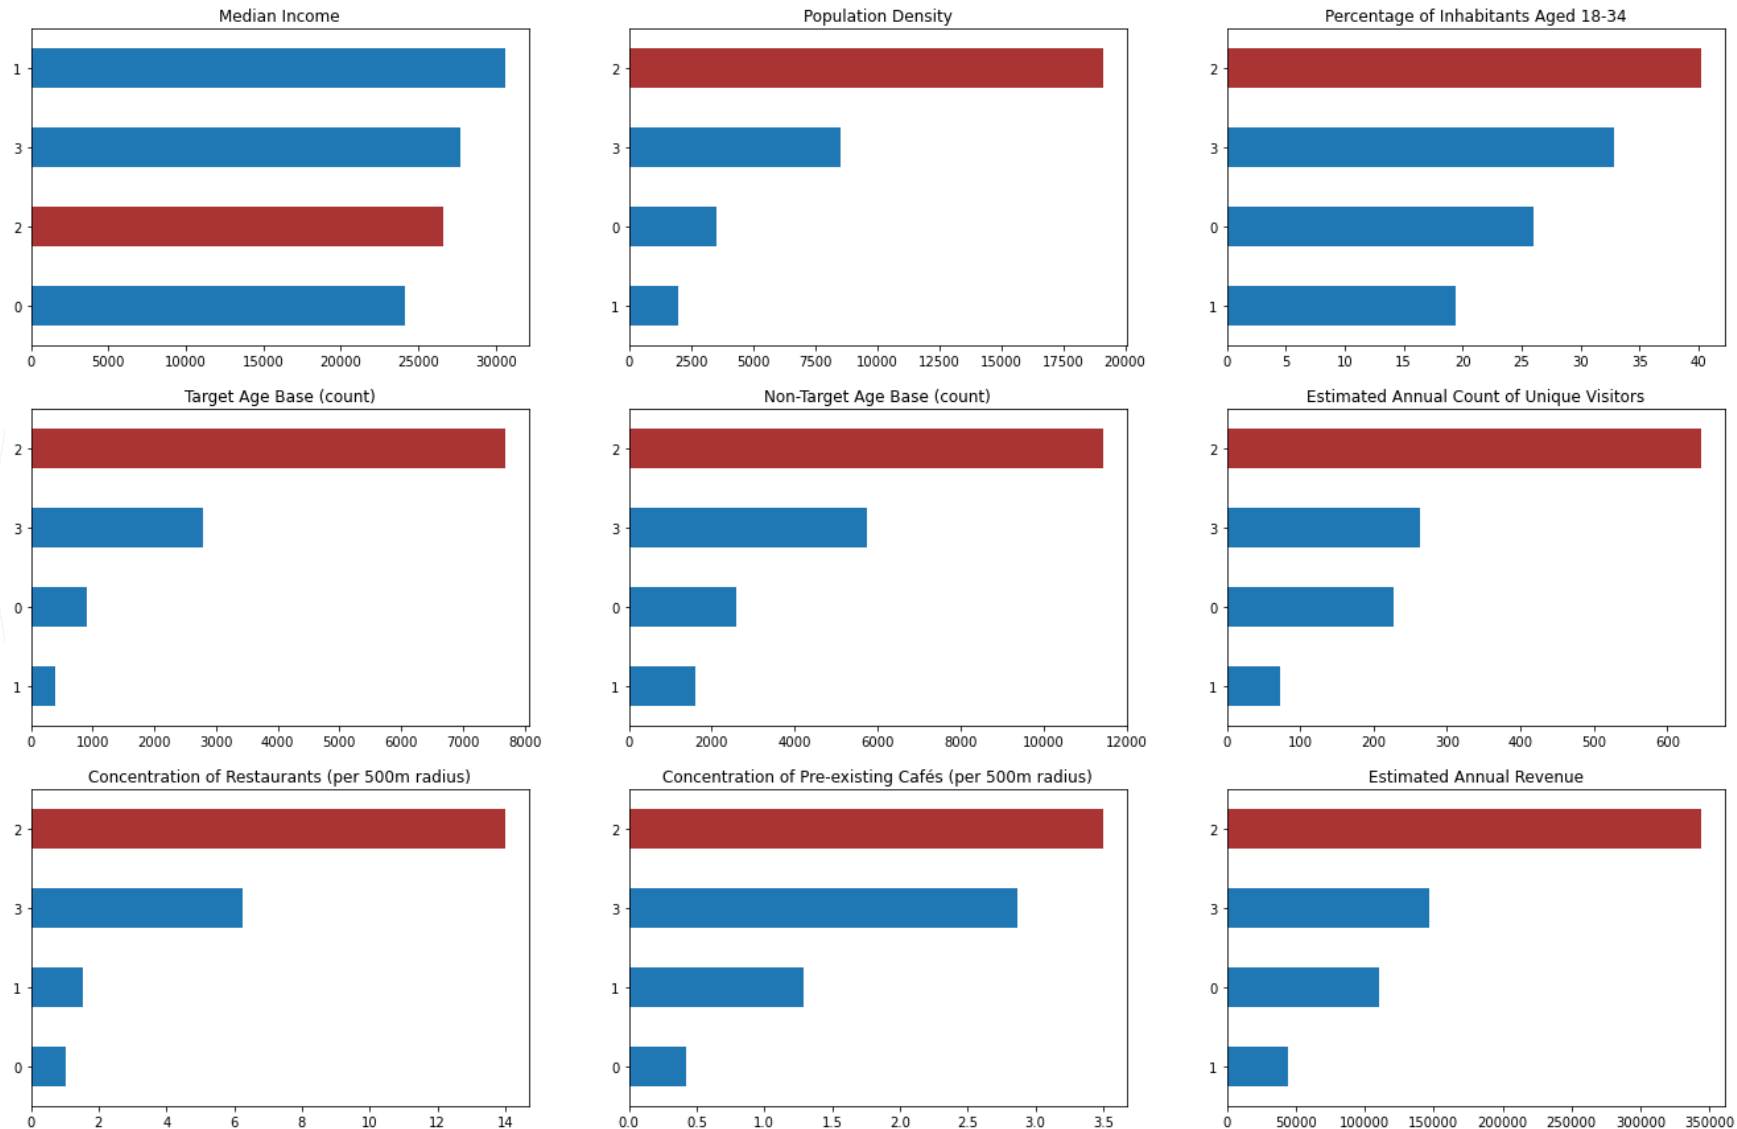 Median Income
1
3
2
0
0 5000 10000 15000 20000 25000 30000
Population Density
2
3
0
1
0 2500 5000 7500 10000 12500 15000 17500 20000
Percentage of Inhabitants Aged 18-34
2
3
0
1
0 5 10 15 20 25 30 35 40
Target Age Base (count)
2
3
0
1
0 1000 2000 3000 4000 5000 6000 7000 8000
Non-Target Age Base (count)
2
3
0
1
0 2000 4000 6000 8000 10000 12000
Estimated Annual Count of Unique Visitors
2
3
0
1
0 100 200 300 400 500 600
Concentration of Restaurants (per 500m radius)
2
3
1
0
0 2 4 6 8 10 12 14
Concentration of Pre-existing Cafés (per 500m radius)
2
3
1
0
0.0 0.5 1.0 1.5 2.0 2.5 3.0 3.5
Estimated Annual Revenue
2
3
0
1
0 50000 100000 150000 200000 250000 300000 350000